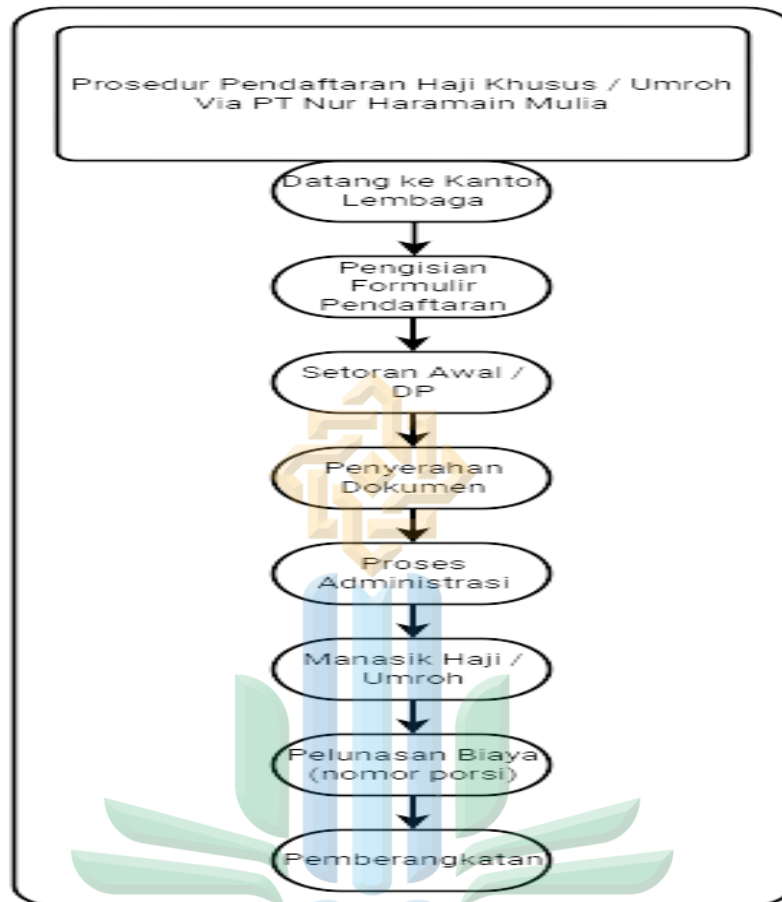 Prosedur Pendaftaran Haji Khusus / Umroh
Via PT Nur Haramain Mulia
Datang ke Kantor
Lembaga
Pengisian
Formulir
Pendaftaran
Setoran Awal /
DP
Penyerahan
Dokumen
Proses
Administrasi
Manasik Haji /
Umroh
Pelunasan Biaya
(nomor porsi)
Pemberangkatan